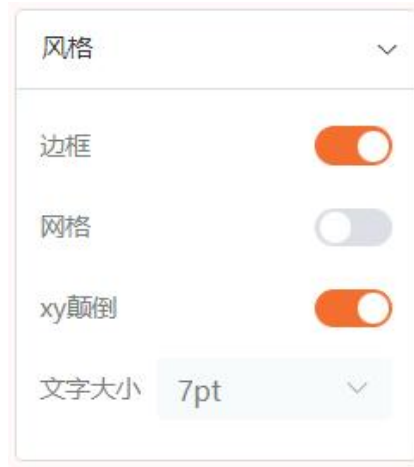 风格
边框
网格
xy颠倒
文字大小 7pt